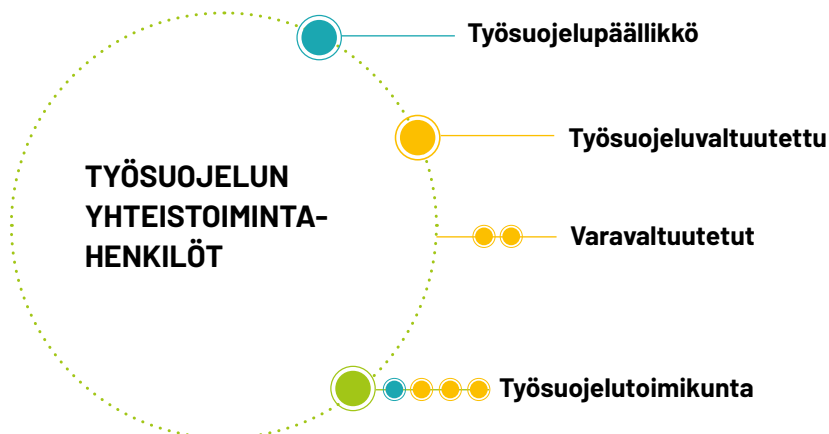 Työsuojelupäällikkö
Työsuojeluvaltuutettu
TYÖSUOJELUN
YHTEISTOIMINTA-
HENKILÖT
Varavaltuutetut
Työsuojelutoimikunta